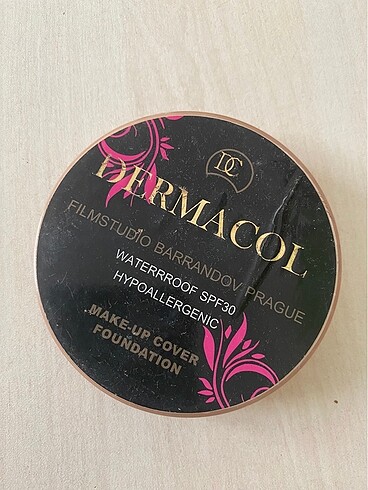 DC
DERMACOL
FILMSTUDIO BARRANDOV PRAGUE
WATERRROOF SPF30
HYPOALLERGENIC
MAKE-UP COVER
FOUNDATION